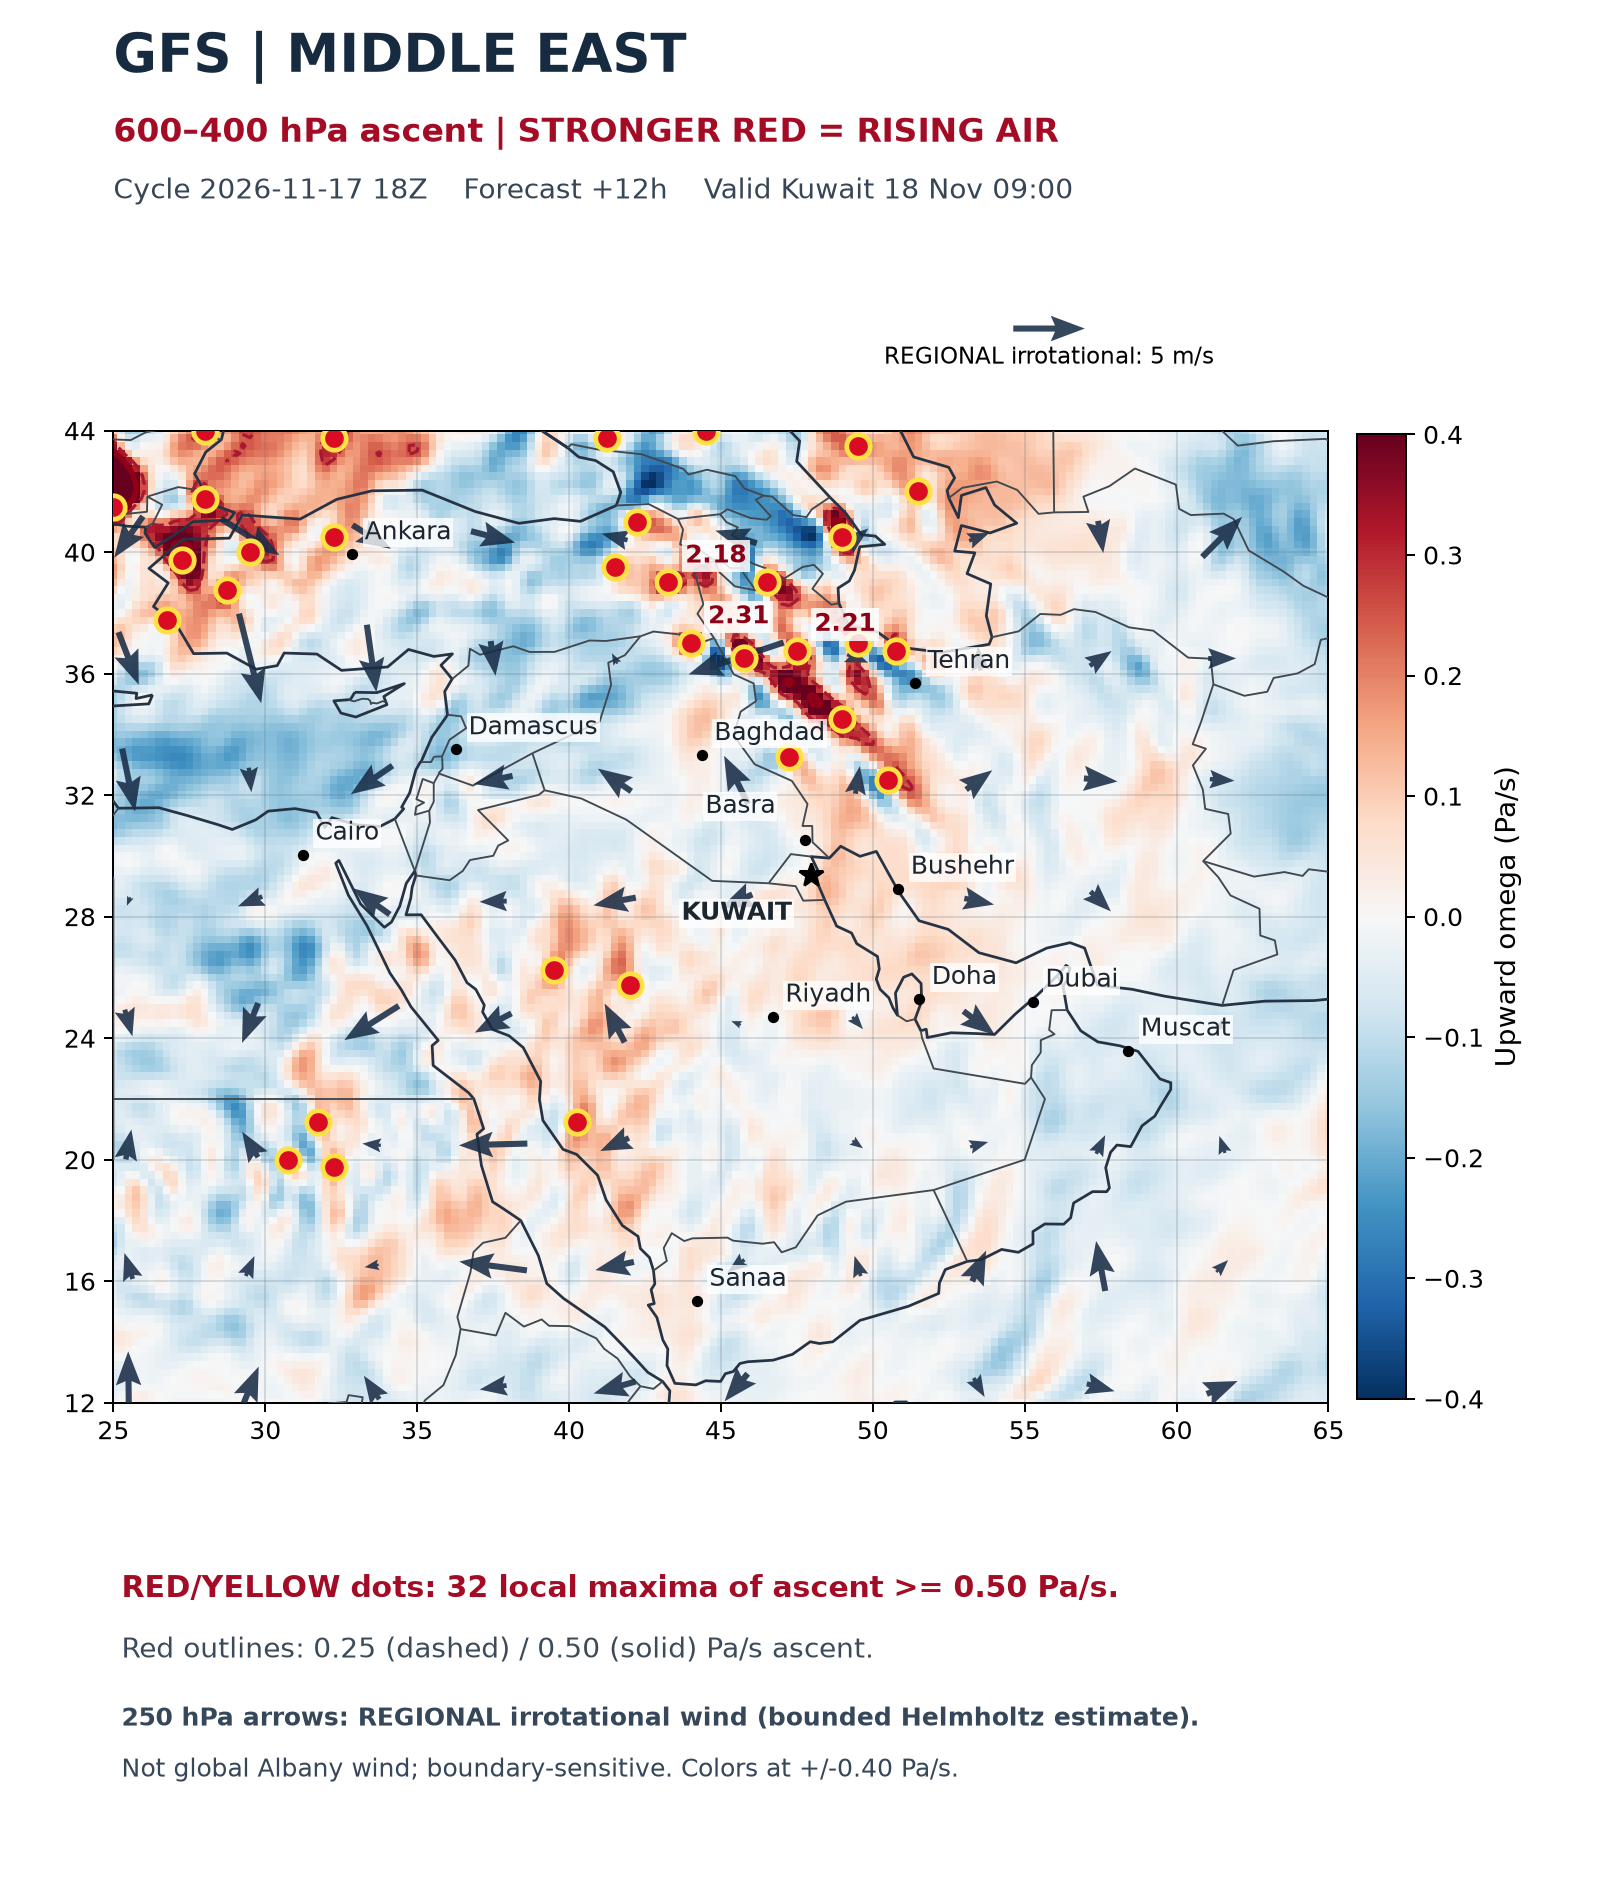 GFS | MIDDLE EAST
600–400 hPa ascent | STRONGER RED = RISING AIR
Cycle 2026-11-17 18Z    Forecast +12h    Valid Kuwait 18 Nov 09:00
REGIONAL irrotational: 5 m/s
44
40
36
32
28
24
20
16
12
25
30
35
40
45
50
55
60
65
Ankara
2.18
2.31
2.21
Tehran
Damascus
Baghdad
Basra
Cairo
Bushehr
KUWAIT
Doha
Dubai
Riyadh
Muscat
Sanaa
0.4
0.3
0.2
0.1
0.0
−0.1
−0.2
−0.3
−0.4
Upward omega (Pa/s)
RED/YELLOW dots: 32 local maxima of ascent >= 0.50 Pa/s.
Red outlines: 0.25 (dashed) / 0.50 (solid) Pa/s ascent.
250 hPa arrows: REGIONAL irrotational wind (bounded Helmholtz estimate).
Not global Albany wind; boundary-sensitive. Colors at +/-0.40 Pa/s.